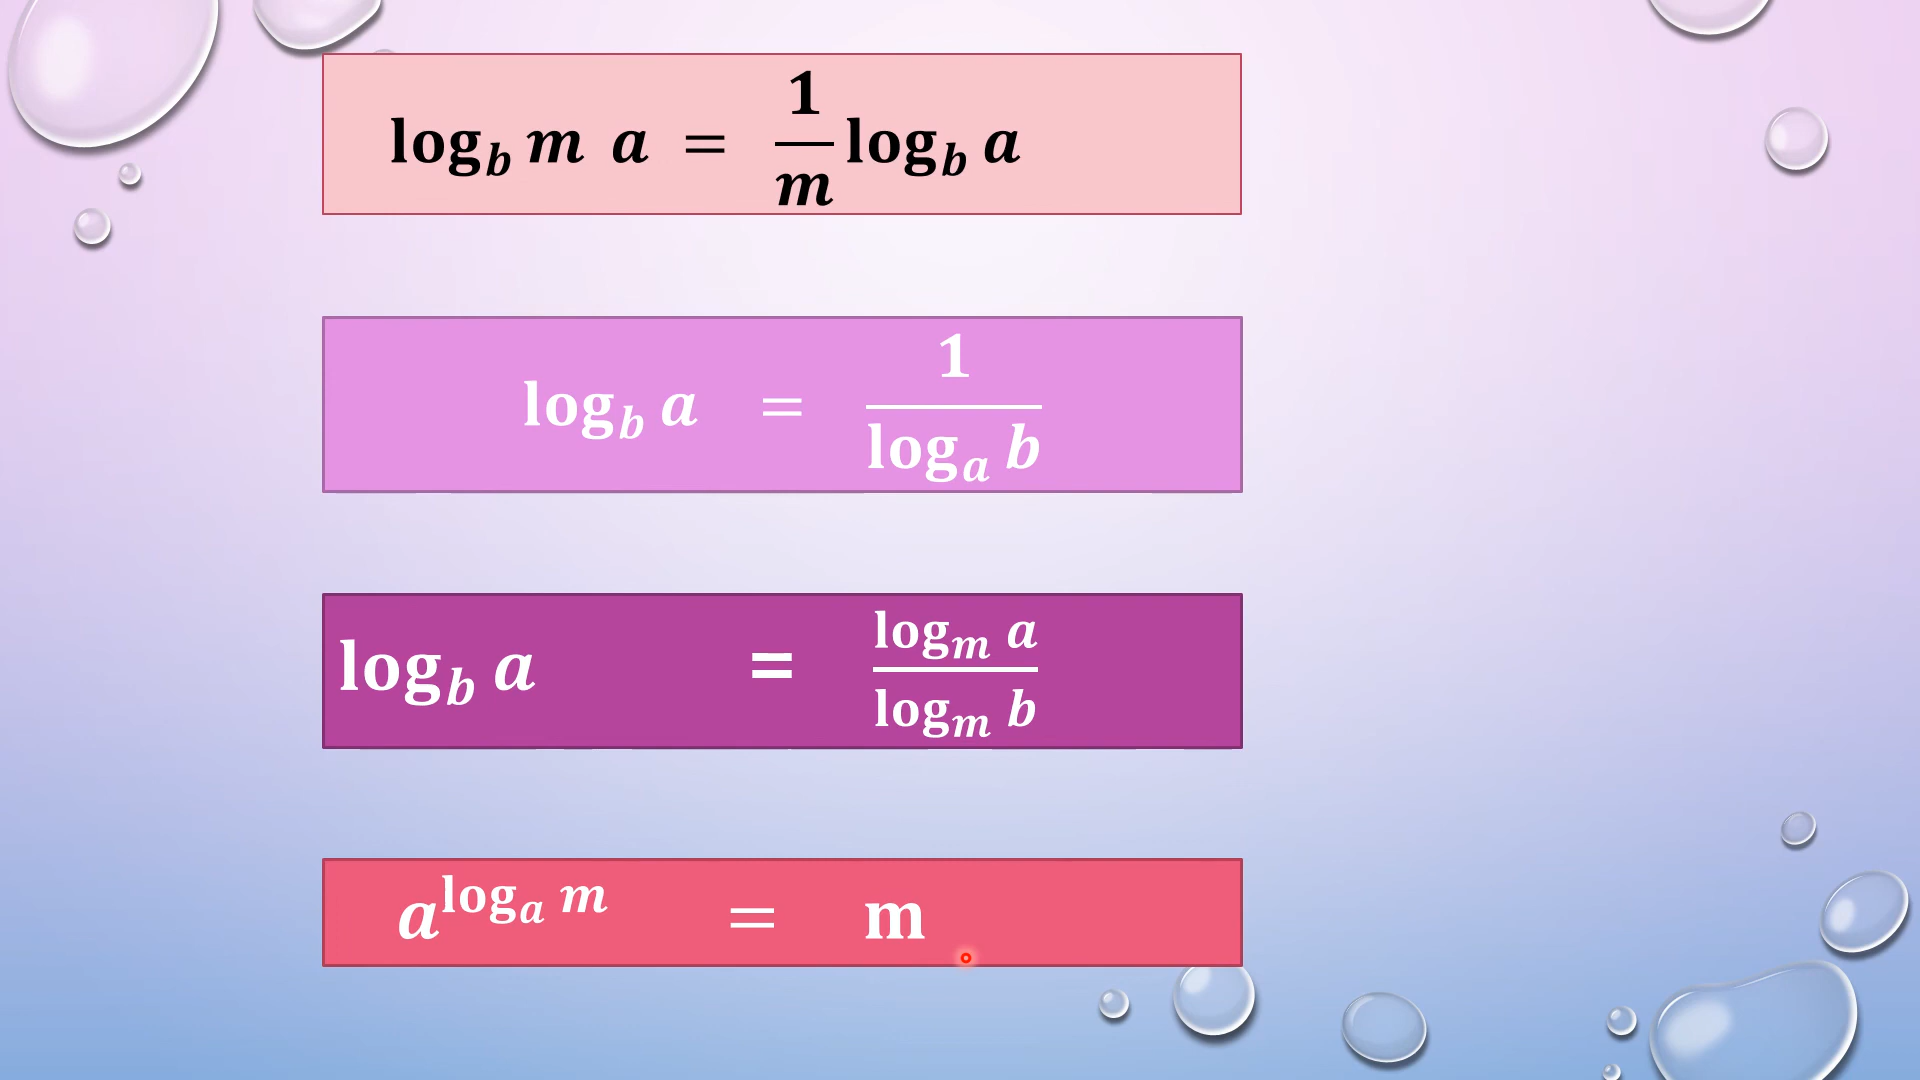 log_b m a = 1/m log_b a
log_b a = 1/log_a b
log_b a = log_m a/log_m b
a^(log_a m) = m